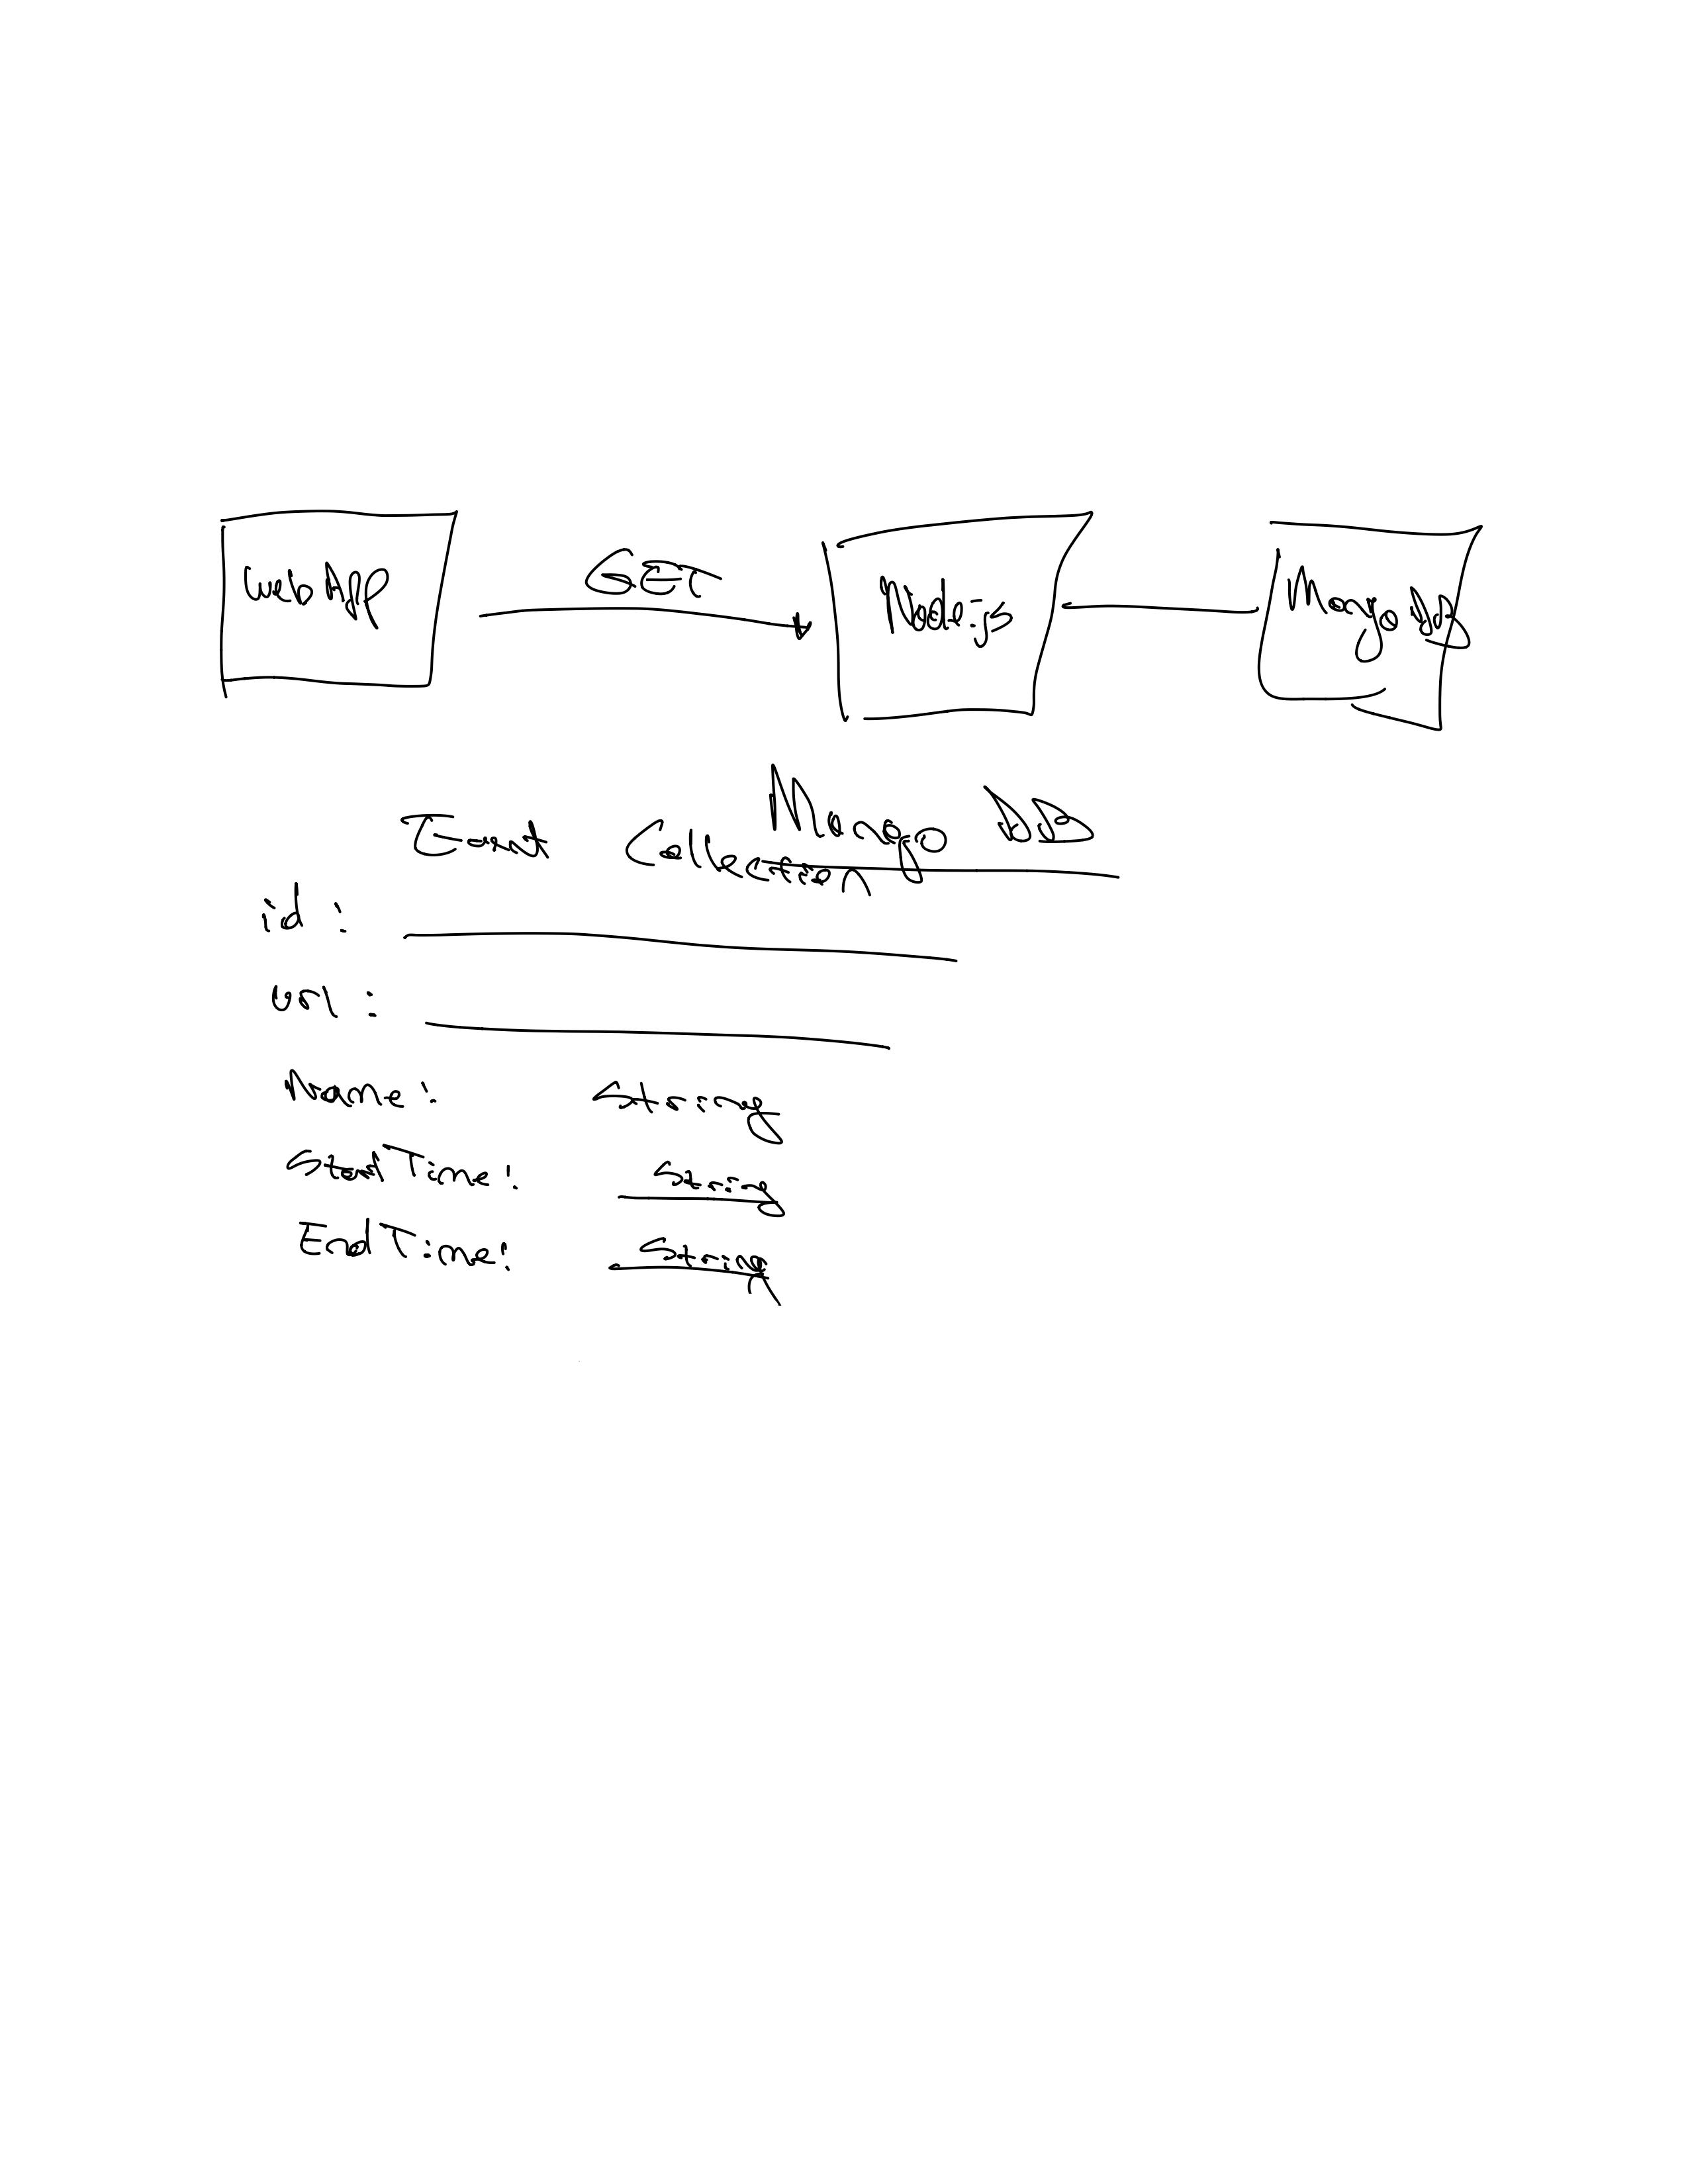 Web App
GET
Node.js
Mongo DB
Mongo DB
Event Collection
id:
url:
Name: String
StartTime: String
EndTime: String